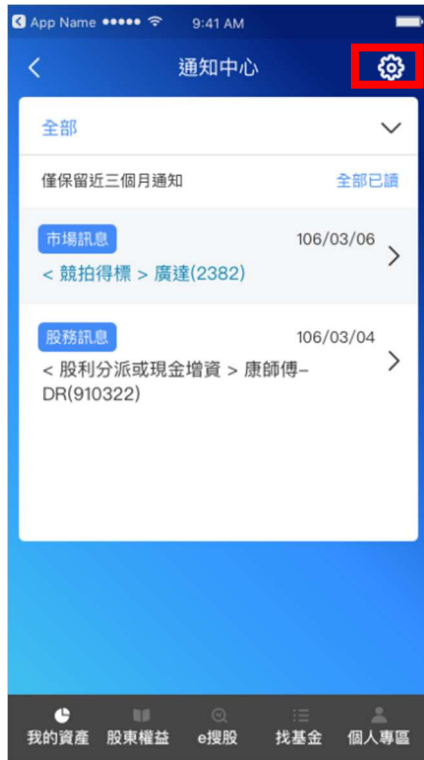 App Name
9:41 AM
通知中心
全部
僅保留近三個月通知 全部已讀
市場訊息 106/03/06
< 競拍得標 > 廣達(2382)
股務訊息 106/03/04
< 股利分派或現金增資 > 康師傅–
DR(910322)
我的資產 股東權益 e搜股 找基金 個人專區